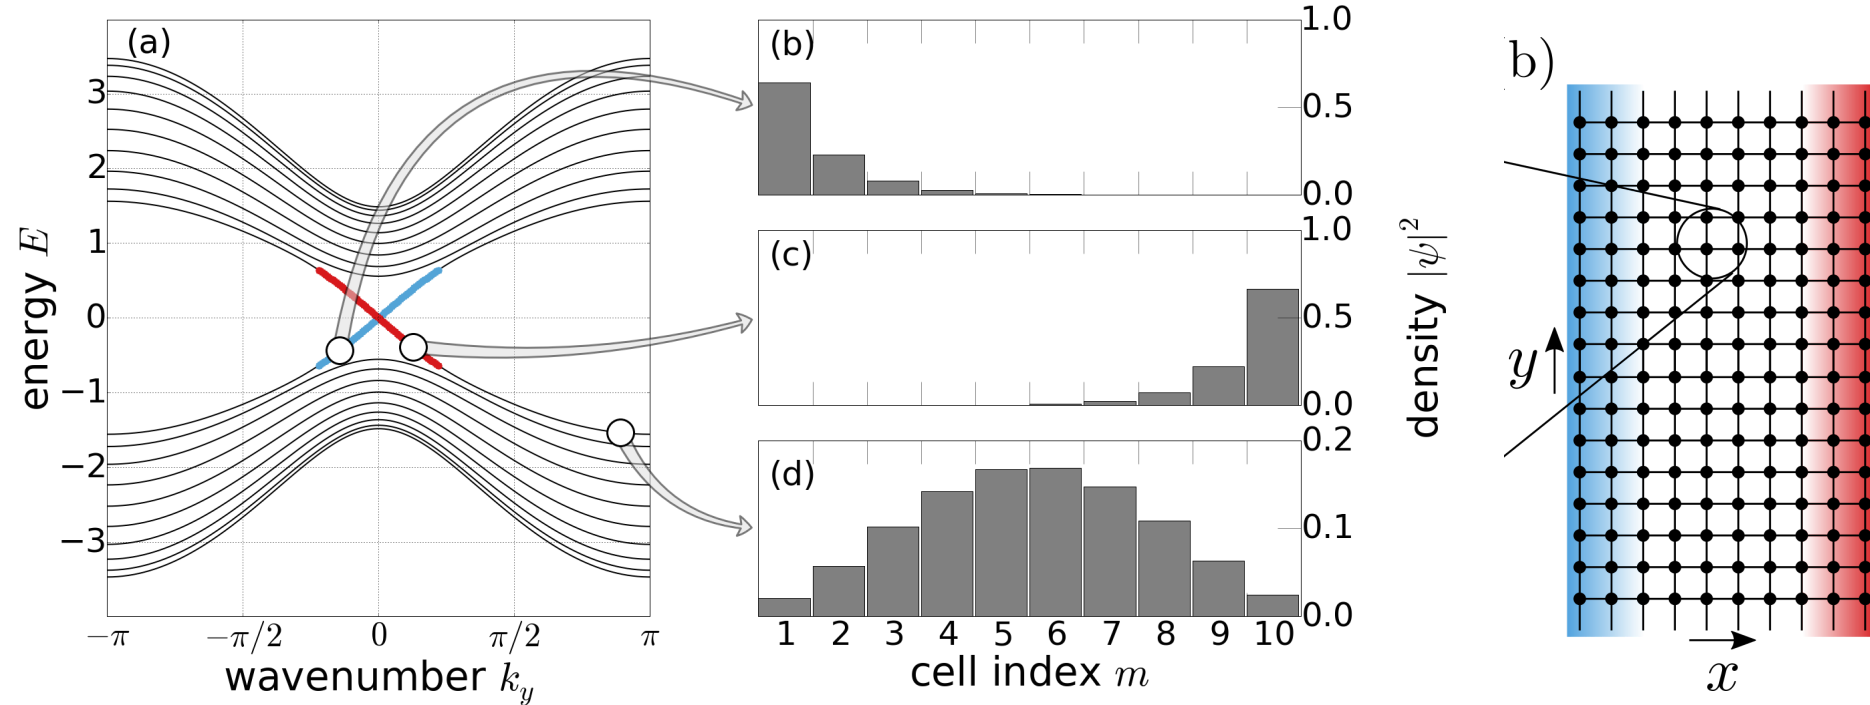 (a)
3
2
1
0
−1
−2
−3
energy E
−π
−π/2
0
π/2
π
wavenumber k_y
(b)
1.0
0.5
0.0
(c)
1.0
0.5
0.0
(d)
0.2
0.1
0.0
1 2 3 4 5 6 7 8 9 10
cell index m
density |ψ|²
b)
y
x